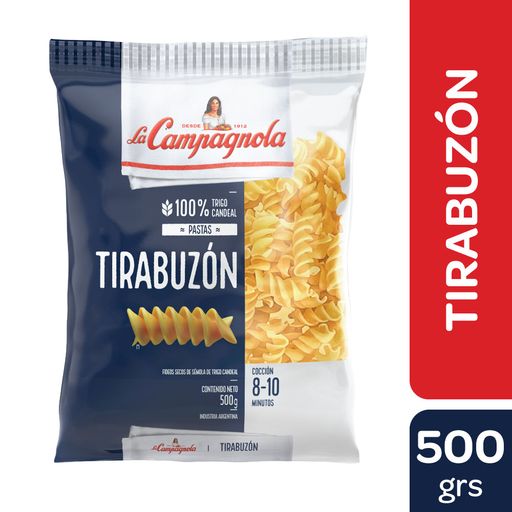 DESDE 1912
La Campagnola
100% TRIGO CANDEAL
≈ PASTAS ≈
TIRABUZÓN
FIDEOS SECOS DE SÉMOLA DE TRIGO CANDEAL
CONTENIDO NETO
500g
INDUSTRIA ARGENTINA
COCCIÓN
8-10
MINUTOS
La Campagnola | TIRABUZÓN
TIRABUZÓN
500
grs